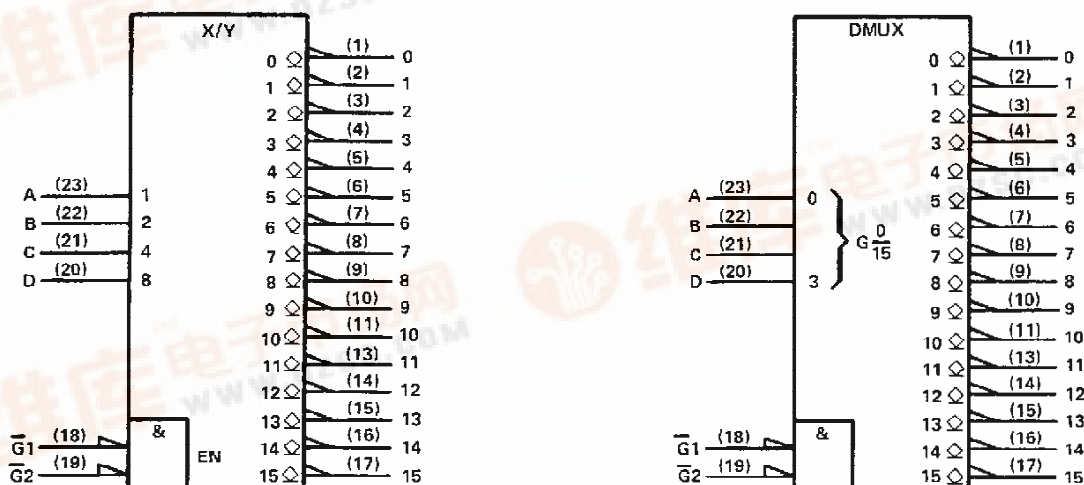 X/Y
0 (1) 0
1 (2) 1
2 (3) 2
3 (4) 3
4 (5) 4
A (23) 1
5 (6) 5
B (22) 2
6 (7) 6
C (21) 4
7 (8) 7
D (20) 8
8 (9) 8
9 (10) 9
10 (11) 10
11 (13) 11
12 (14) 12
13 (15) 13
&
G1 (18)
14 (16) 14
EN
G2 (19)
15 (17) 15
DMUX
0 (1) 0
1 (2) 1
2 (3) 2
3 (4) 3
4 (5) 4
A (23) 0
5 (6) 5
B (22)
6 (7) 6
G 0/15
C (21)
7 (8) 7
D (20) 3
8 (9) 8
9 (10) 9
10 (11) 10
11 (13) 11
12 (14) 12
13 (15) 13
&
G̅1 (18)
14 (16) 14
G̅2 (19)
15 (17) 15
维库电子